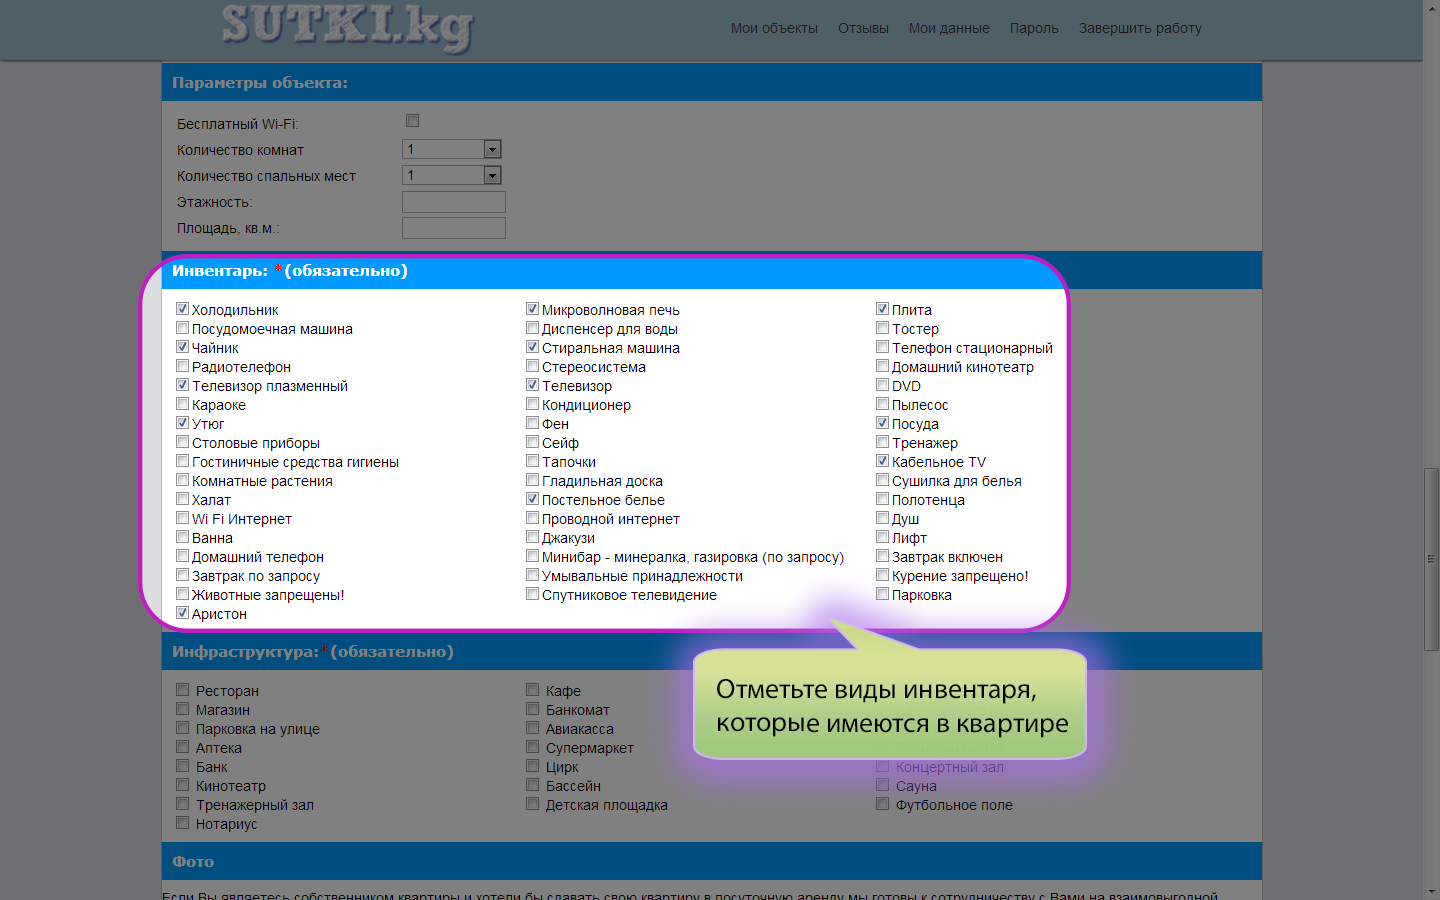 SUTKI.kg
Мои объекты Отзывы Мои данные Пароль Завершить работу
Параметры объекта:
Бесплатный Wi-Fi:
Количество комнат 1
Количество спальных мест 1
Этажность:
Площадь, кв.м.:
Инвентарь: *(обязательно)
Холодильник Микроволновая печь Плита
Посудомоечная машина Диспенсер для воды Тостер
Чайник Стиральная машина Телефон стационарный
Радиотелефон Стереосистема Домашний кинотеатр
Телевизор плазменный Телевизор DVD
Караоке Кондиционер Пылесос
Утюг Фен Посуда
Столовые приборы Сейф Тренажер
Гостиничные средства гигиены Тапочки Кабельное TV
Комнатные растения Гладильная доска Сушилка для белья
Халат Постельное белье Полотенца
Wi Fi Интернет Проводной интернет Душ
Ванна Джакузи Лифт
Домашний телефон Минибар - минералка, газировка (по запросу) Завтрак включен
Завтрак по запросу Умывальные принадлежности Курение запрещено!
Животные запрещены! Спутниковое телевидение Парковка
Аристон
Инфраструктура:*(обязательно)
Отметьте виды инвентаря,
которые имеются в квартире
Ресторан Кафе
Магазин Банкомат
Парковка на улице Авиакасса
Аптека Супермаркет
Банк Цирк Концертный зал
Кинотеатр Бассейн Сауна
Тренажерный зал Детская площадка Футбольное поле
Нотариус
Фото
Если Вы являетесь собственником квартиры и хотели бы сдавать свою квартиру в посуточную аренду мы готовы к сотрудничеству с Вами на взаимовыгодной